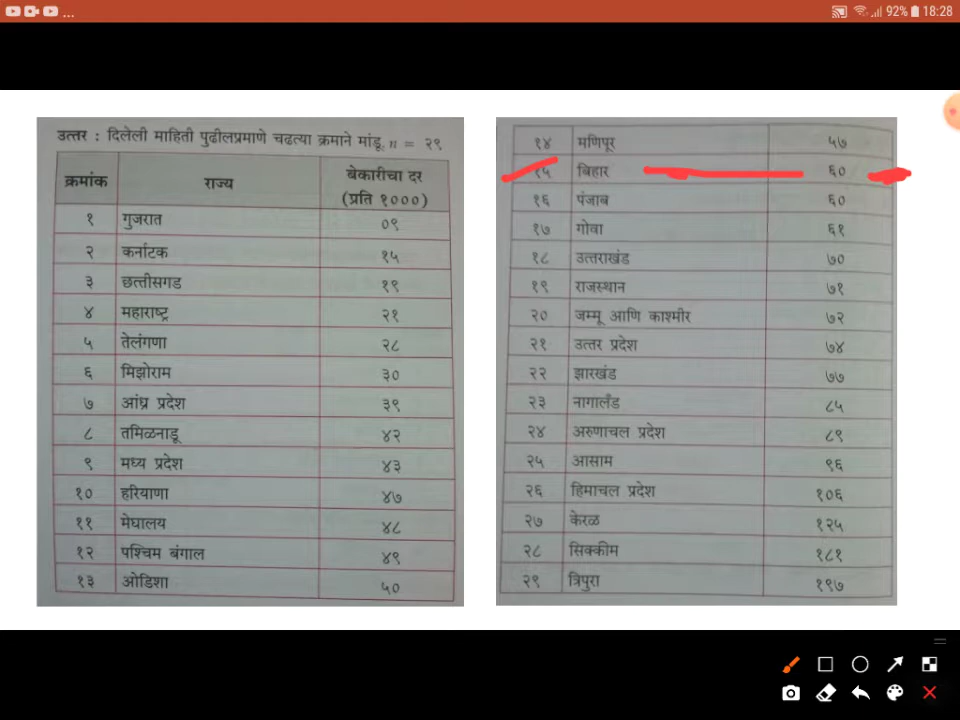 ... 92% 18:28
उत्तर : दिलेली माहिती पुढीलप्रमाणे चढत्या क्रमाने मांडू. n = २९
क्रमांक राज्य बेकारीचा दर (प्रति १०००)
१ गुजरात ०९
२ कर्नाटक १५
३ छत्तीसगड १९
४ महाराष्ट्र २१
५ तेलंगणा २८
६ मिझोराम ३०
७ आंध्र प्रदेश ३९
८ तमिळनाडू ४२
९ मध्य प्रदेश ४३
१० हरियाणा ४७
११ मेघालय ४८
१२ पश्चिम बंगाल ४९
१३ ओडिशा ५०
१४ मणिपूर ५७
१५ बिहार ६०
१६ पंजाब ६०
१७ गोवा ६१
१८ उत्तराखंड ७०
१९ राजस्थान ७१
२० जम्मू आणि काश्मीर ७२
२१ उत्तर प्रदेश ७४
२२ झारखंड ७७
२३ नागालँड ८५
२४ अरुणाचल प्रदेश ८९
२५ आसाम ९६
२६ हिमाचल प्रदेश १०६
२७ केरळ १२५
२८ सिक्कीम १८१
२९ त्रिपुरा १९७